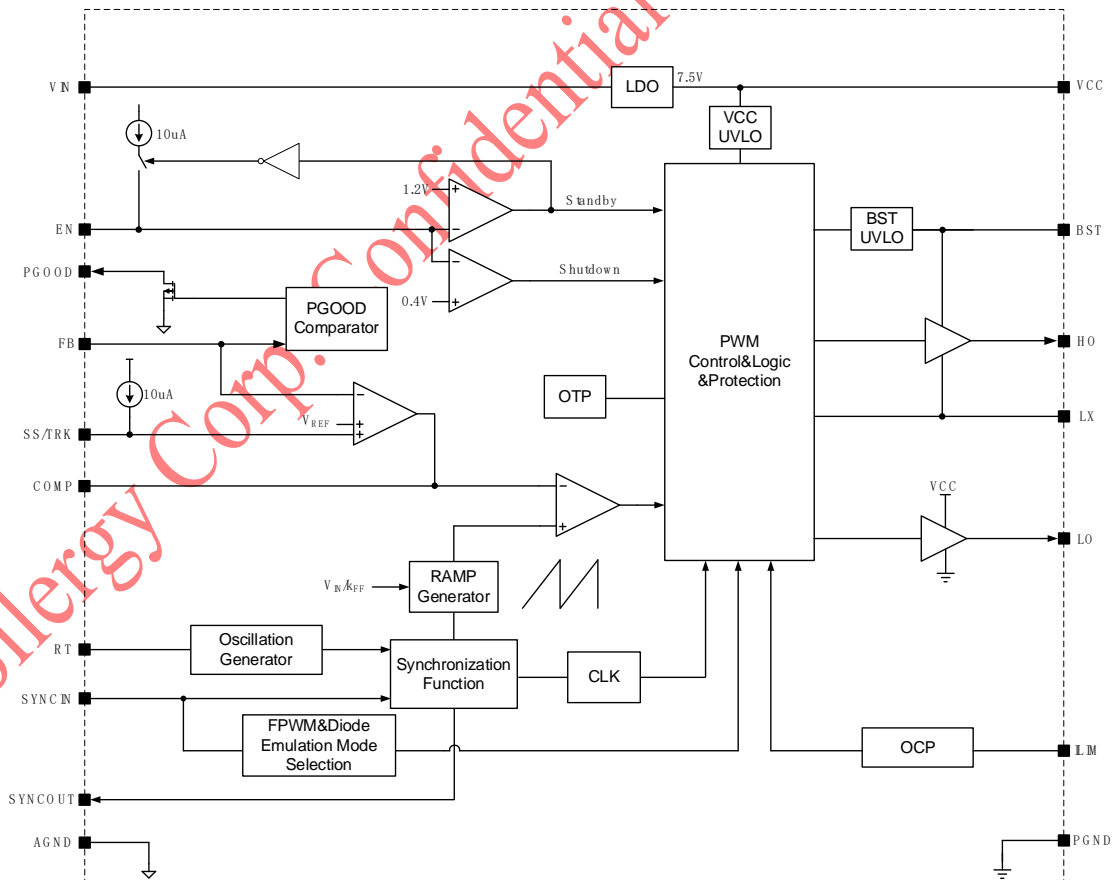 VIN
LDO
7.5V
VCC
VCC
UVLO
10uA
1.2V
Standby
EN
BST
UVLO
BST
PGOOD
Shutdown
0.4V
PGOOD
Comparator
FB
PWM
Control&Logic
&Protection
HO
10uA
OTP
VREF
SS/TRK
LX
COMP
VCC
LO
VIN/kFF
RAMP
Generator
RT
Oscillation
Generator
Synchronization
Function
CLK
SYNCIN
FPWM&Diode
Emulation Mode
Selection
OCP
ILIM
SYNCOUT
AGND
PGND
Corp. Confidential